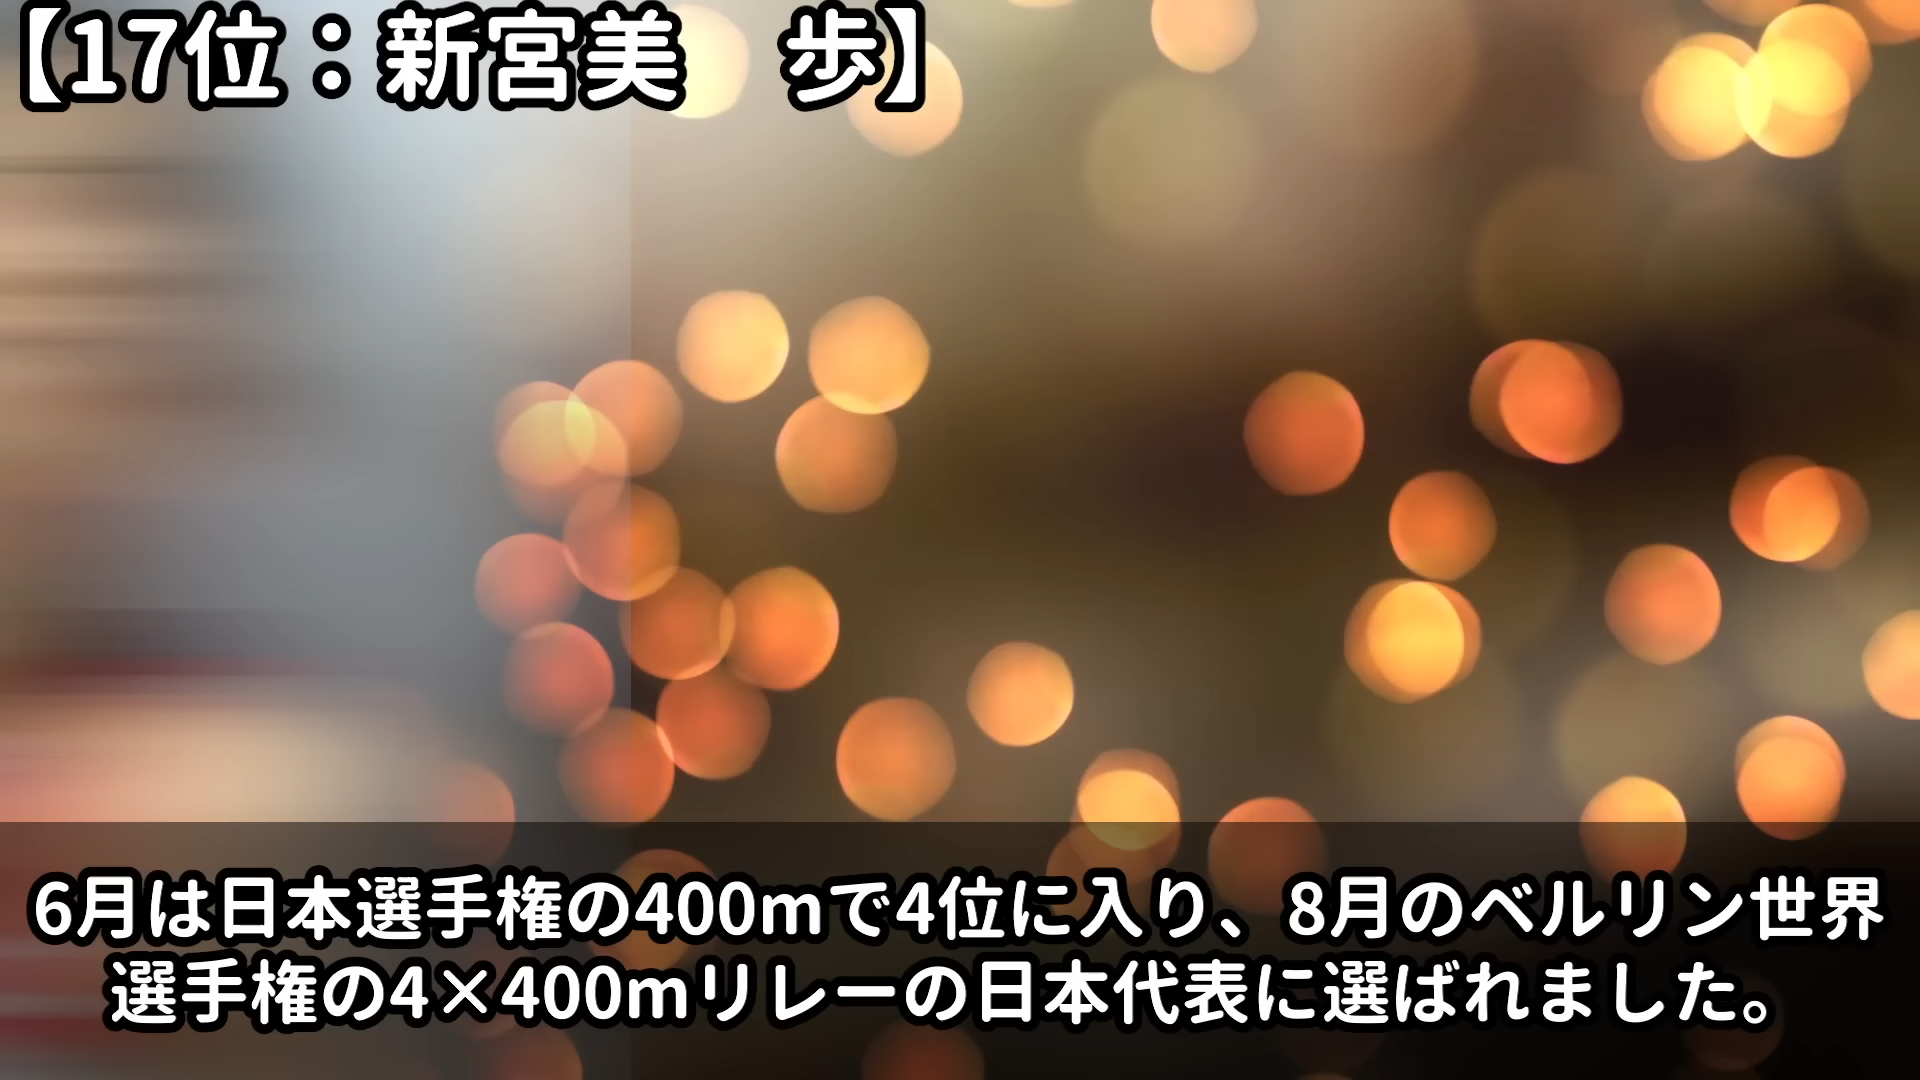 【17位：新宮美　歩】
6月は日本選手権の400mで4位に入り、8月のベルリン世界
選手権の4×400mリレーの日本代表に選ばれました。